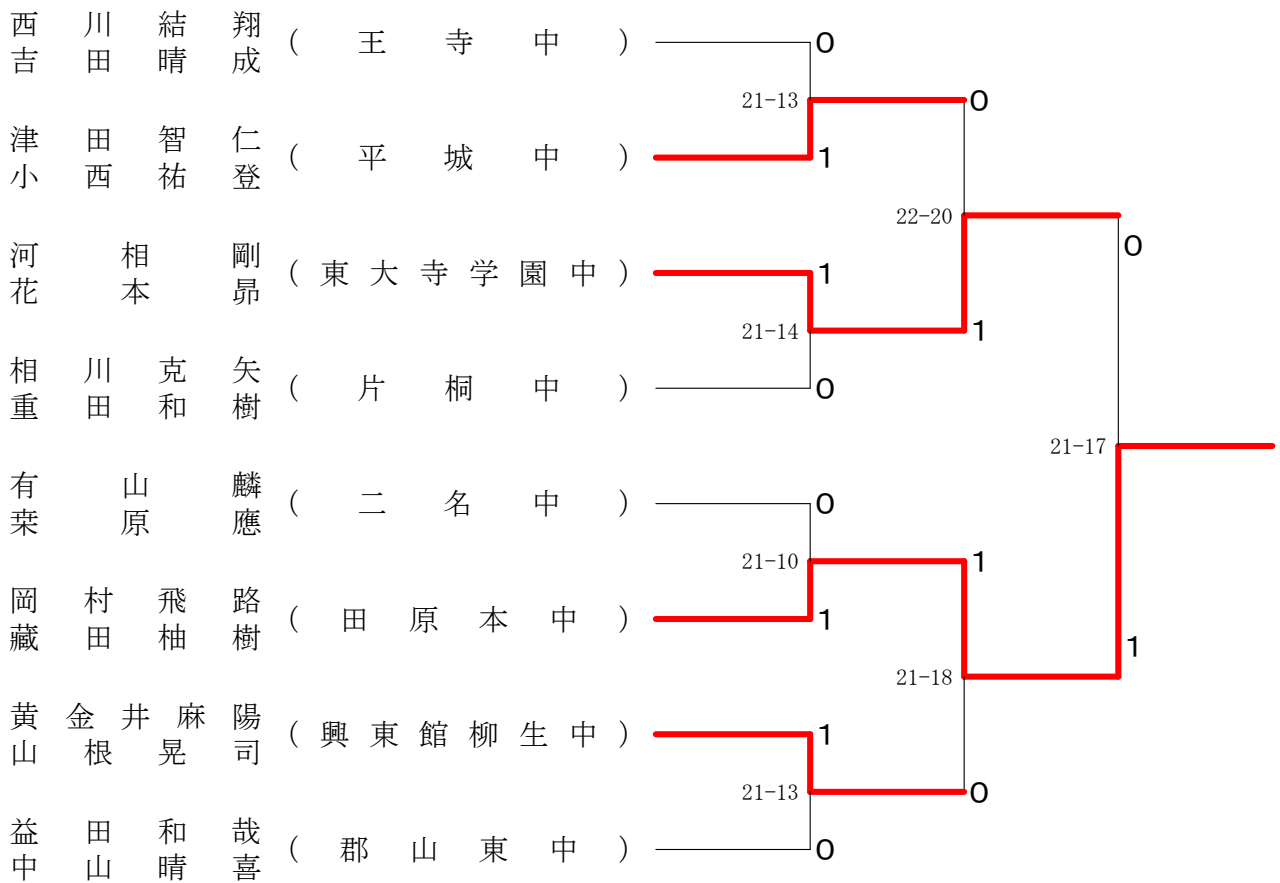 西川結翔
吉田晴成
(王寺中)
0
21-13
0
津田智仁
小西祐登
(平城中)
1
22-20
0
河相剛
花本昴
(東大寺学園中)
1
21-14
1
相川克矢
重田和樹
(片桐中)
0
21-17
有山麟
栞原應
(二名中)
0
21-10
1
岡村飛路
藏田柚樹
(田原本中)
1
1
21-18
黄金井麻陽
山根晃司
(興東館柳生中)
1
21-13
0
益田和哉
中山晴喜
(郡山東中)
0